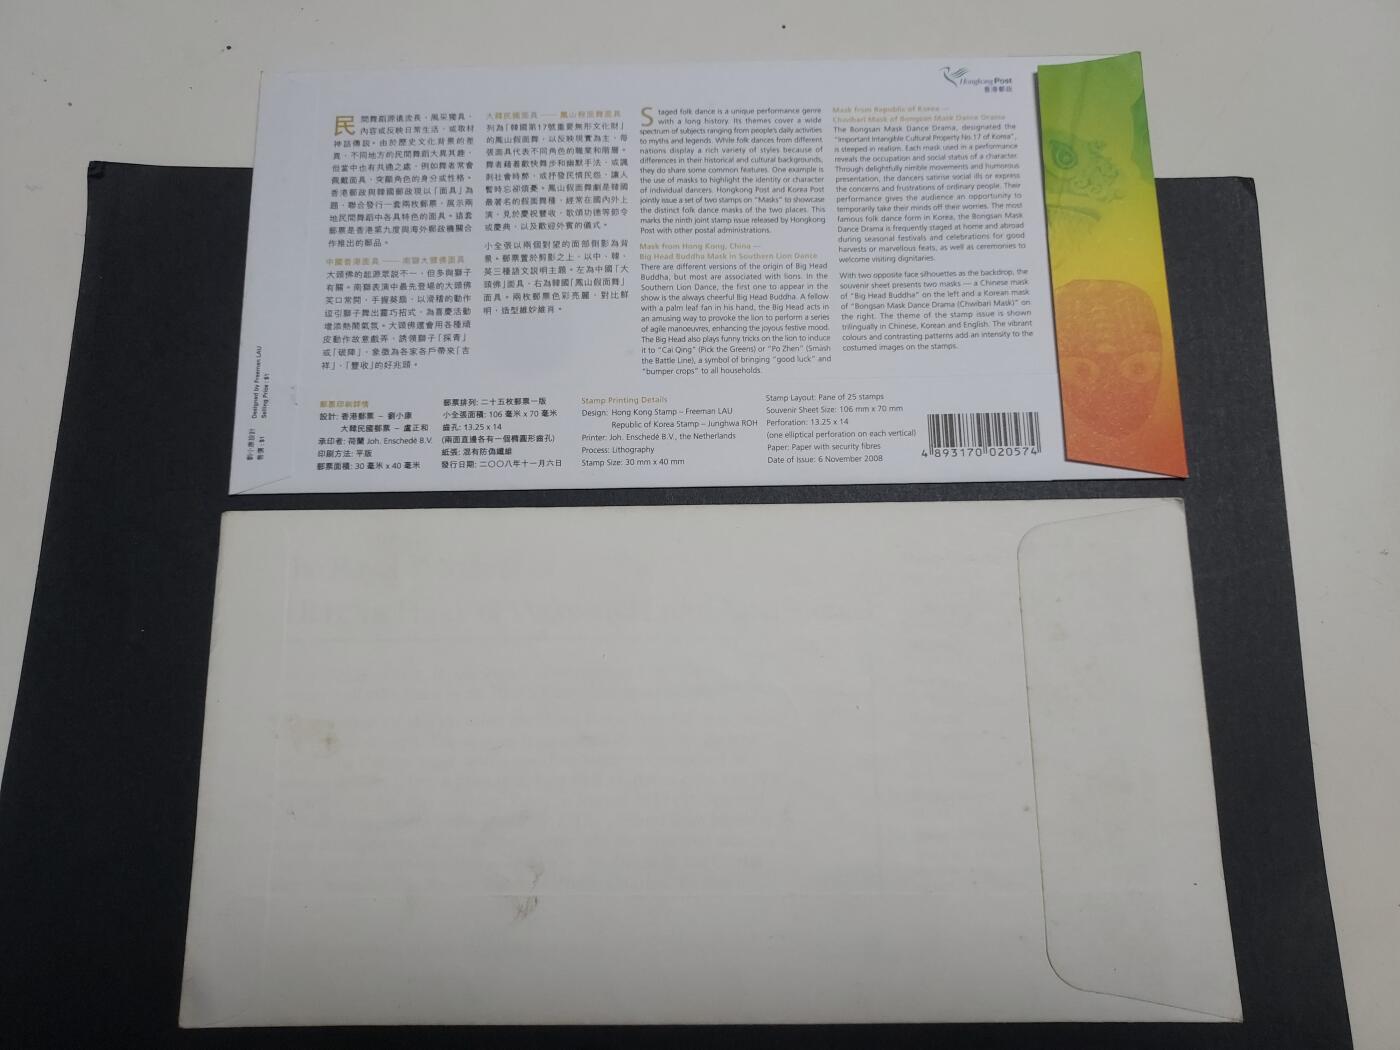 Hongkong Post
香港郵政
民間舞蹈源遠流長，風采獨具，
內容或反映日常生活，或取材
神話傳說。由於歷史文化背景的差
異，不同地方的民間舞蹈大異其趣，
但當中也有共通之處，例如舞者常會
佩戴面具，突顯角色的身分或性格。
香港郵政與韓國郵政現以「面具」為
題，聯合發行一套兩枚郵票，展示兩
地民間舞蹈中各具特色的面具。這套
郵票是香港第九度與海外郵政機關合
作推出的郵品。
中國香港面具 —— 南獅大頭佛面具
大頭佛的起源眾說不一，但多與獅子
有關。南獅表演中最先登場的大頭佛
笑口常開，手握葵扇，以滑稽的動作
逗引獅子舞出靈巧招式，為喜慶活動
增添熱鬧氣氛。大頭佛還會用各種頑
皮動作故意戲弄，誘領獅子「採青」
或「破陣」，象徵為各家各戶帶來「吉
祥」、「豐收」的好兆頭。
大韓民國面具 —— 鳳山假面舞面具
列為「韓國第17號重要無形文化財」
的鳳山假面舞，以反映現實為主，每
張面具代表不同角色的職業和階層。
舞者藉着歡快舞步和幽默手法，或諷
刺社會時弊，或抒發民情民怨，讓人
暫時忘卻煩憂。鳳山假面舞劇是韓國
最著名的假面舞種，經常在國內外上
演，見於慶祝豐收、歌頌功德等節令
或慶典，以及歡迎外賓的儀式。
小全張以兩個對望的面部側影為背
景。郵票置於剪影之上，以中、韓、
英三種語文說明主題。左為中國「大
頭佛」面具，右為韓國「鳳山假面舞」
面具。兩枚郵票色彩亮麗，對比鮮
明，造型維妙維肖。
Staged folk dance is a unique performance genre
with a long history. Its themes cover a wide
spectrum of subjects ranging from people's daily activities
to myths and legends. While folk dances from different
nations display a rich variety of styles because of
differences in their historical and cultural backgrounds,
they do share some common features. One example is
the use of masks to highlight the identity or character
of individual dancers. Hongkong Post and Korea Post
jointly issue a set of two stamps on "Masks" to showcase
the distinct folk dance masks of the two places. This
marks the ninth joint stamp issue released by Hongkong
Post with other postal administrations.
Mask from Hong Kong, China —
Big Head Buddha Mask in Southern Lion Dance
There are different versions of the origin of Big Head
Buddha, but most are associated with lions. In the
Southern Lion Dance, the first one to appear in the
show is the always cheerful Big Head Buddha. A fellow
with a palm leaf fan in his hand, the Big Head acts in
an amusing way to provoke the lion to perform a series
of agile manoeuvres, enhancing the joyous festive mood.
The Big Head also plays funny tricks on the lion to induce
it to "Cai Qing" (Pick the Greens) or "Po Zhen" (Smash
the Battle Line), a symbol of bringing "good luck" and
"bumper crops" to all households.
Mask from Republic of Korea —
Chwibari Mask of Bongsan Mask Dance Drama
The Bongsan Mask Dance Drama, designated the
"Important Intangible Cultural Property No.17 of Korea",
is steeped in realism. Each mask used in a performance
reveals the occupation and social status of a character.
Through delightfully nimble movements and humorous
presentation, the dancers satirise social ills or express
the concerns and frustrations of ordinary people. Their
performance gives the audience an opportunity to
temporarily take their minds off their worries. The most
famous folk dance form in Korea, the Bongsan Mask
Dance Drama is frequently staged at home and abroad
during seasonal festivals and celebrations for good
harvests or marvellous feats, as well as ceremonies to
welcome visiting dignitaries.
With two opposite face silhouettes as the backdrop, the
souvenir sheet presents two masks — a Chinese mask
of "Big Head Buddha" on the left and a Korean mask
of "Bongsan Mask Dance Drama (Chwibari Mask)" on
the right. The theme of the stamp issue is shown
trilingually in Chinese, Korean and English. The vibrant
colours and contrasting patterns add an intensity to the
costumed images on the stamps.
劉小康設計 Designed by Freeman LAU
售價：$1 Selling Price : $1
郵票印刷詳情
設計: 香港郵票 – 劉小康
大韓民國郵票 – 盧正和
承印者: 荷蘭 Joh. Enschedé B.V.
印刷方法: 平版
郵票面積: 30 毫米 x 40 毫米
郵票排列: 二十五枚郵票一版
小全張面積: 106 毫米 x 70 毫米
齒孔: 13.25 x 14
(兩面直邊各有一個橢圓形齒孔)
紙張: 混有防偽纖維
發行日期: 二〇〇八年十一月六日
Stamp Printing Details
Design: Hong Kong Stamp – Freeman LAU
Republic of Korea Stamp – Junghwa ROH
Printer: Joh. Enschedé B.V., the Netherlands
Process: Lithography
Stamp Size: 30 mm x 40 mm
Stamp Layout: Pane of 25 stamps
Souvenir Sheet Size: 106 mm x 70 mm
Perforation: 13.25 x 14
(one elliptical perforation on each vertical)
Paper: Paper with security fibres
Date of Issue: 6 November 2008
4 893170 020574